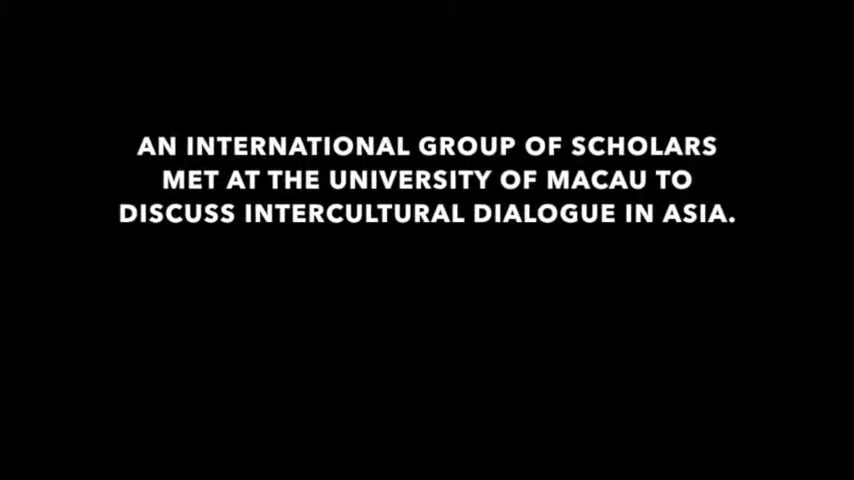 AN INTERNATIONAL GROUP OF SCHOLARS
MET AT THE UNIVERSITY OF MACAU TO
DISCUSS INTERCULTURAL DIALOGUE IN ASIA.